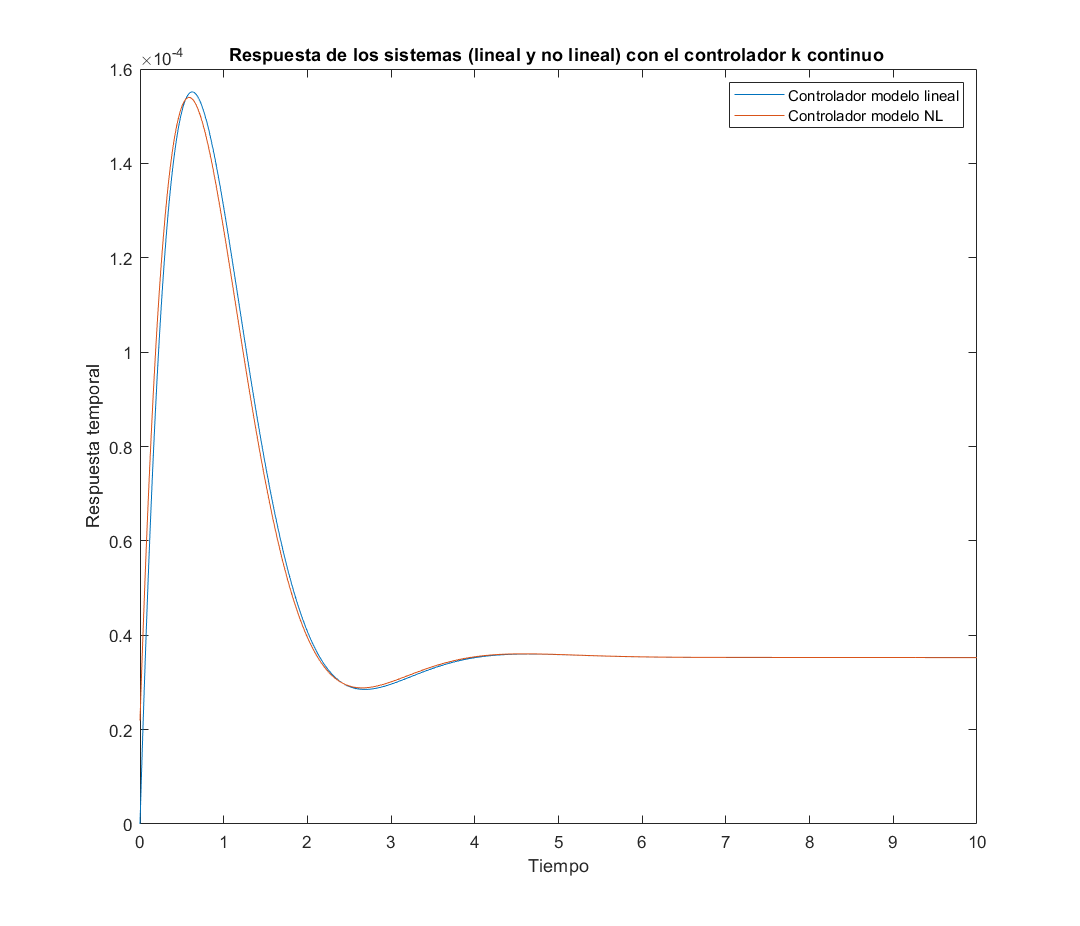 ×10-4
Respuesta de los sistemas (lineal y no lineal) con el controlador k continuo
Controlador modelo lineal
Controlador modelo NL
1.6
1.4
1.2
1
0.8
0.6
0.4
0.2
0
Respuesta temporal
0 1 2 3 4 5 6 7 8 9 10
Tiempo